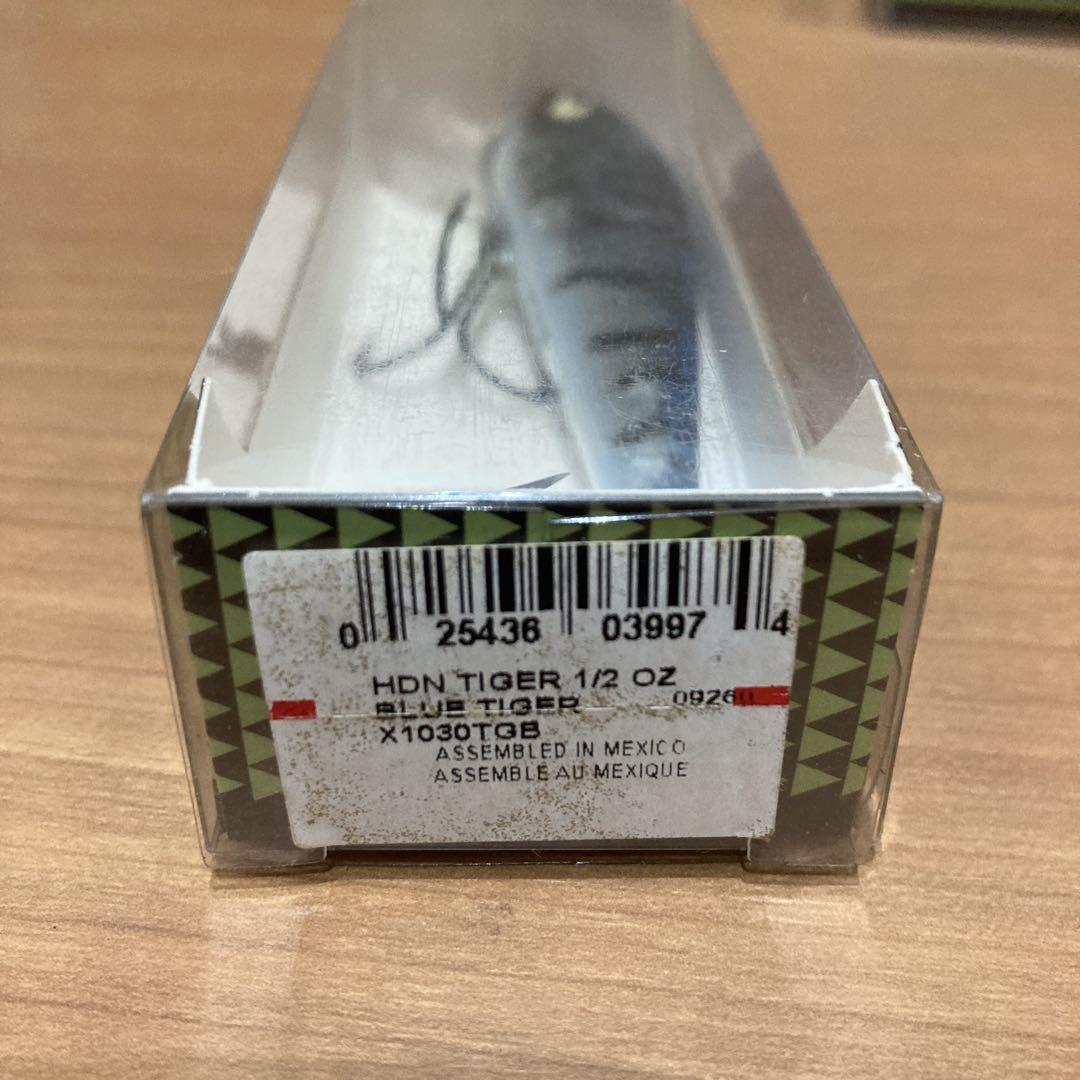 0 25436 03997 4
HDN TIGER 1/2 OZ
BLUE TIGER
X1030TGB
ASSEMBLED IN MEXICO
ASSEMBLE AU MEXIQUE